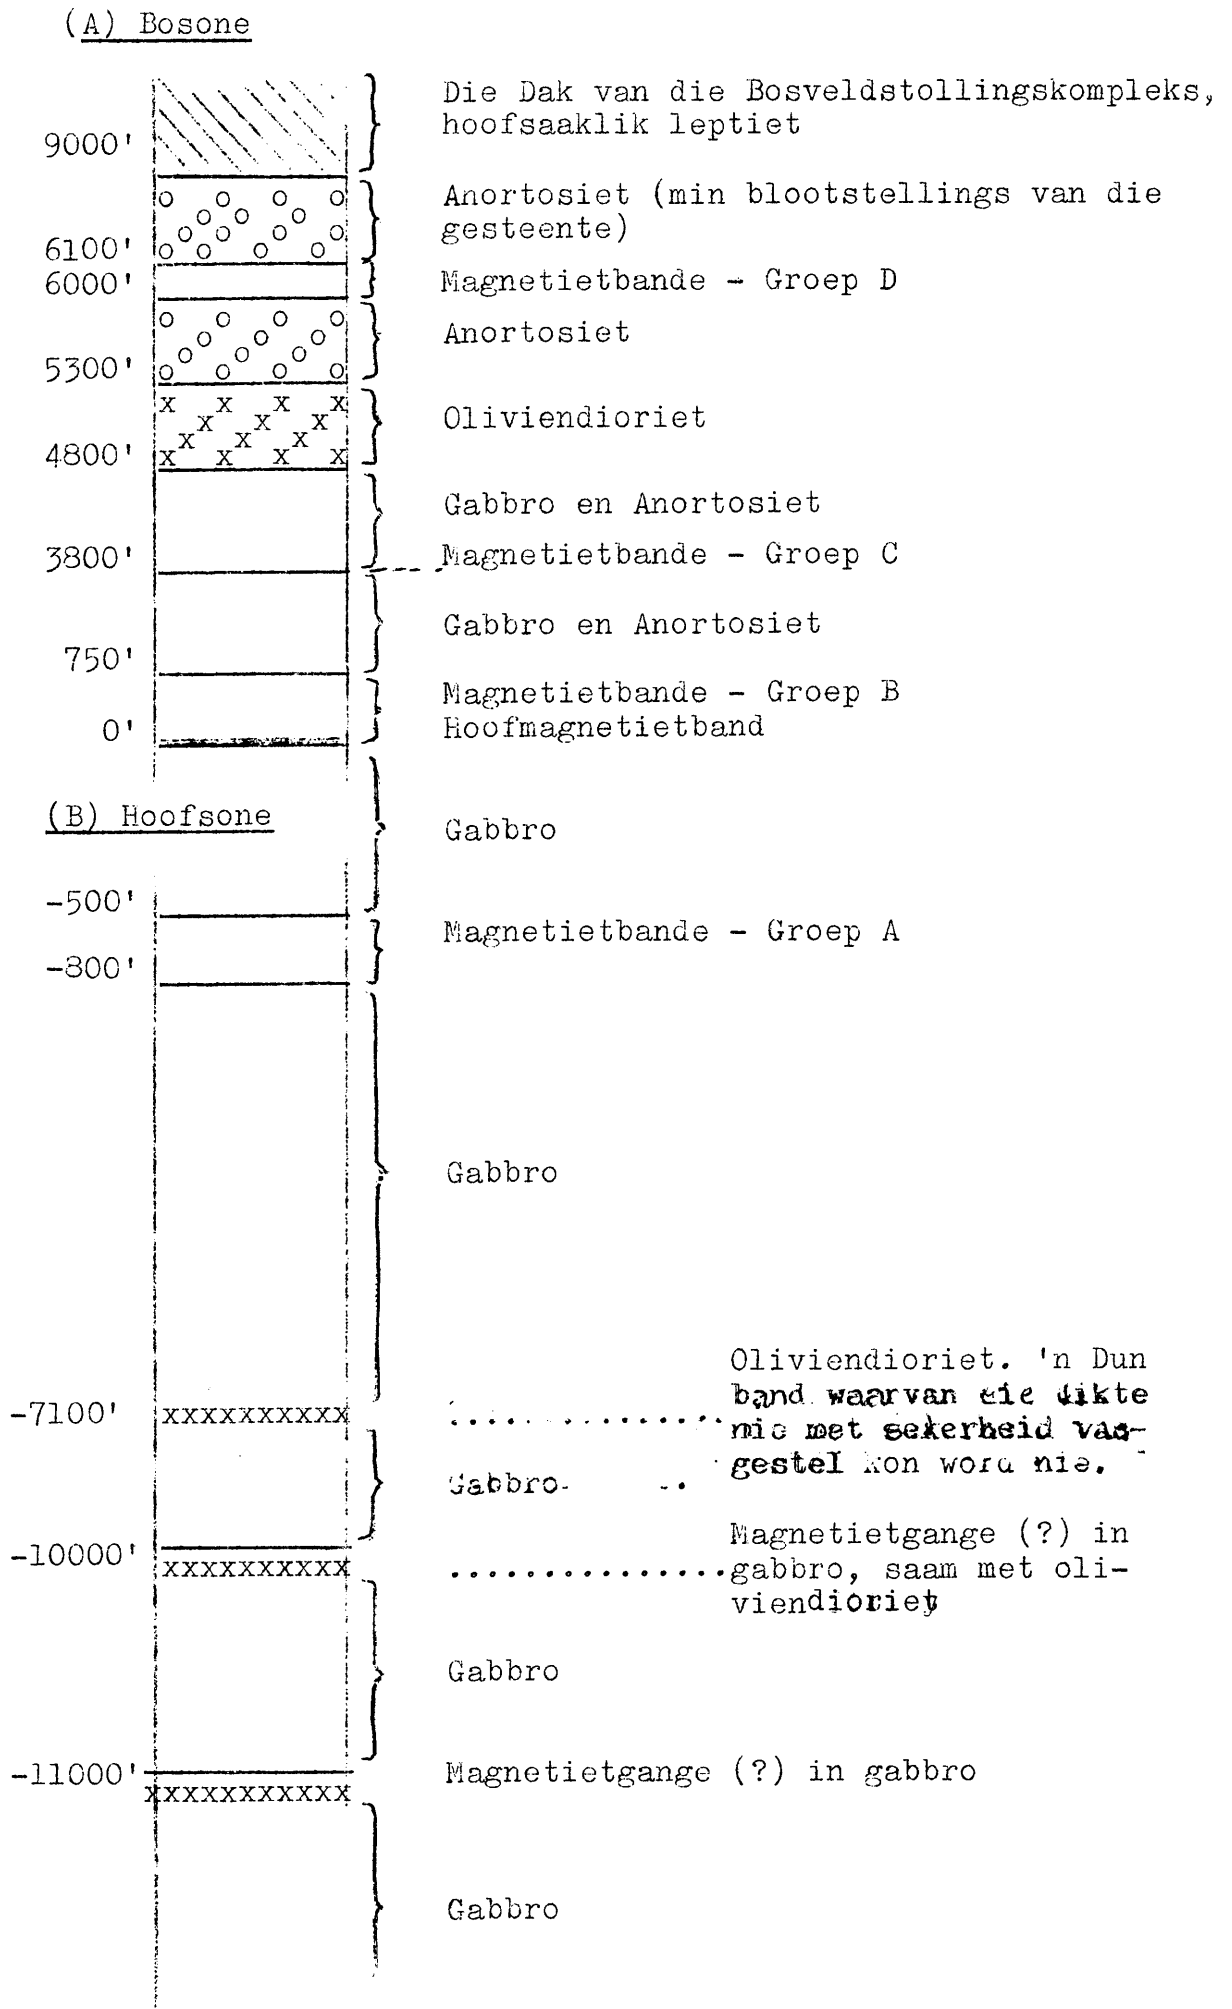 (A) Bosone
Die Dak van die Bosveldstollingskompleks,
hoofsaaklik leptiet
9000'
Anortosiet (min blootstellings van die
gesteente)
6100'
6000'
Magnetietbande - Groep D
Anortosiet
5300'
Oliviendioriet
4800'
Gabbro en Anortosiet
3800'
Magnetietbande - Groep C
Gabbro en Anortosiet
750'
Magnetietbande - Groep B
0'
Hoofmagnetietband
(B) Hoofsone
Gabbro
-500'
Magnetietbande - Groep A
-800'
Gabbro
-7100'
Oliviendioriet. 'n Dun
band waarvan die dikte
nie met sekerheid vas-
gestel kon word nie.
Gabbro
-10000'
Magnetietgange (?) in
gabbro, saam met oli-
viendioriet
Gabbro
-11000'
Magnetietgange (?) in gabbro
Gabbro